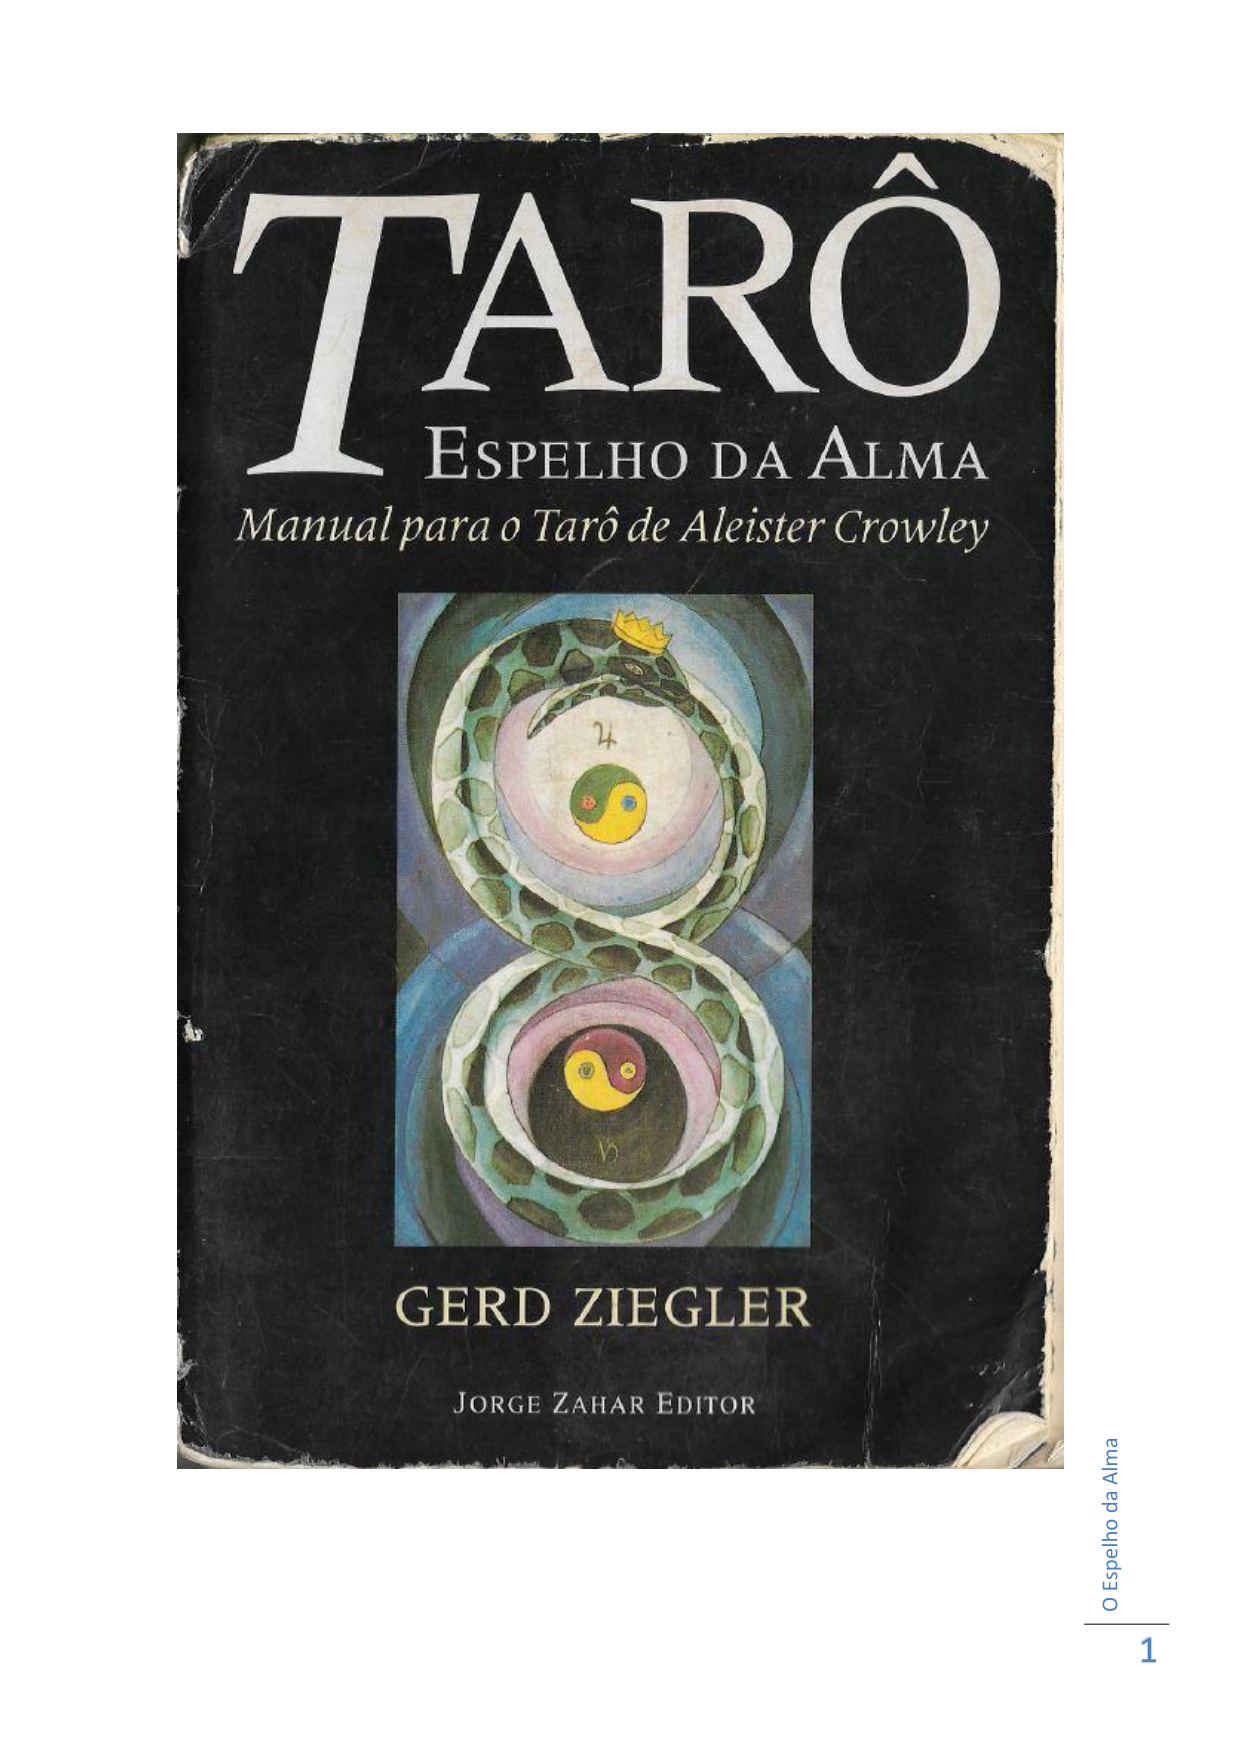 TARÔ
ESPELHO DA ALMA
Manual para o Tarô de Aleister Crowley
GERD ZIEGLER
JORGE ZAHAR EDITOR
O Espelho da Alma
1